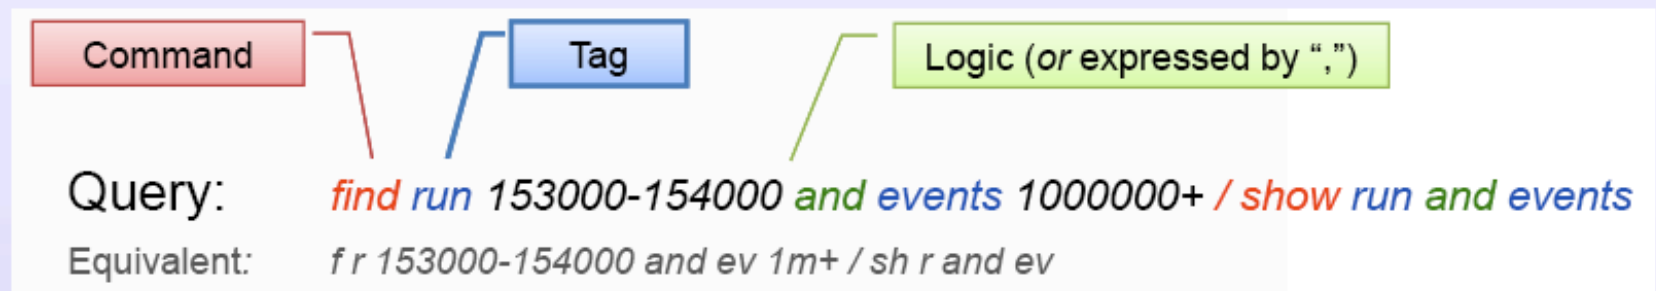 Command
Tag
Logic (or expressed by “,”)
Query: find run 153000-154000 and events 1000000+ / show run and events
Equivalent: f r 153000-154000 and ev 1m+ / sh r and ev